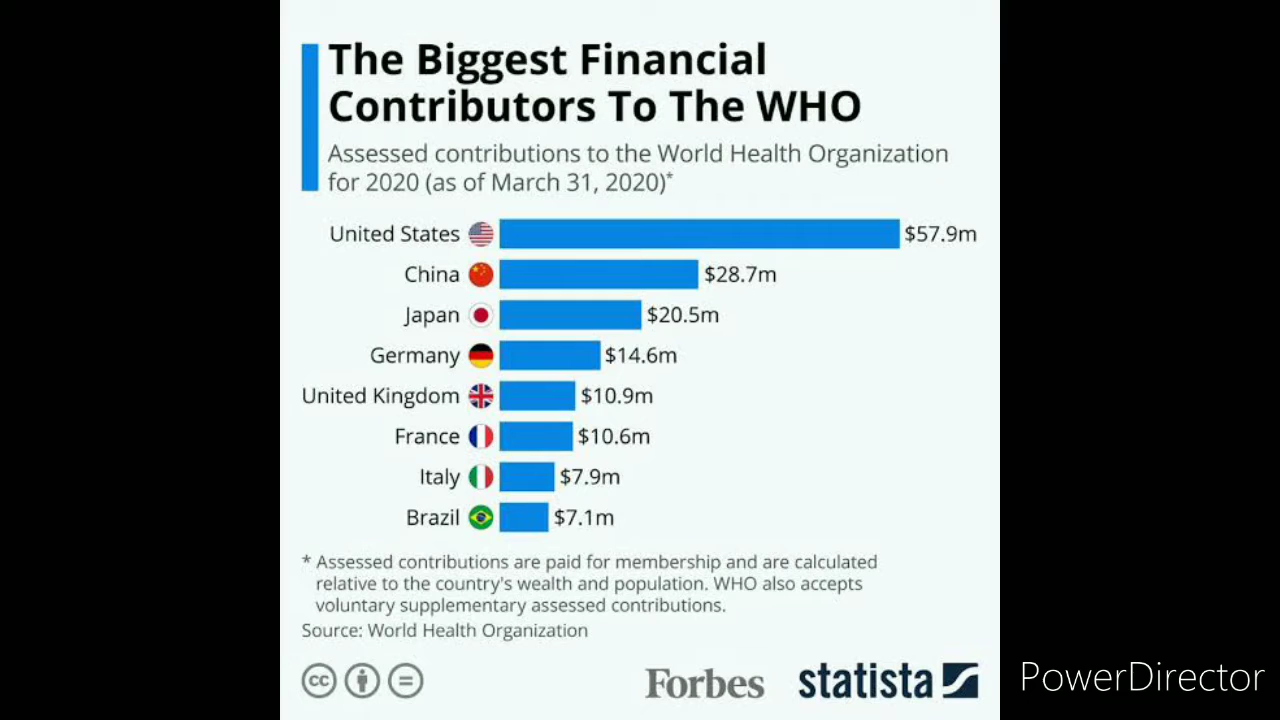 The Biggest Financial
Contributors To The WHO
Assessed contributions to the World Health Organization
for 2020 (as of March 31, 2020)*
United States $57.9m
China $28.7m
Japan $20.5m
Germany $14.6m
United Kingdom $10.9m
France $10.6m
Italy $7.9m
Brazil $7.1m
* Assessed contributions are paid for membership and are calculated
relative to the country's wealth and population. WHO also accepts
voluntary supplementary assessed contributions.
Source: World Health Organization
cc
Forbes
statista
PowerDirector